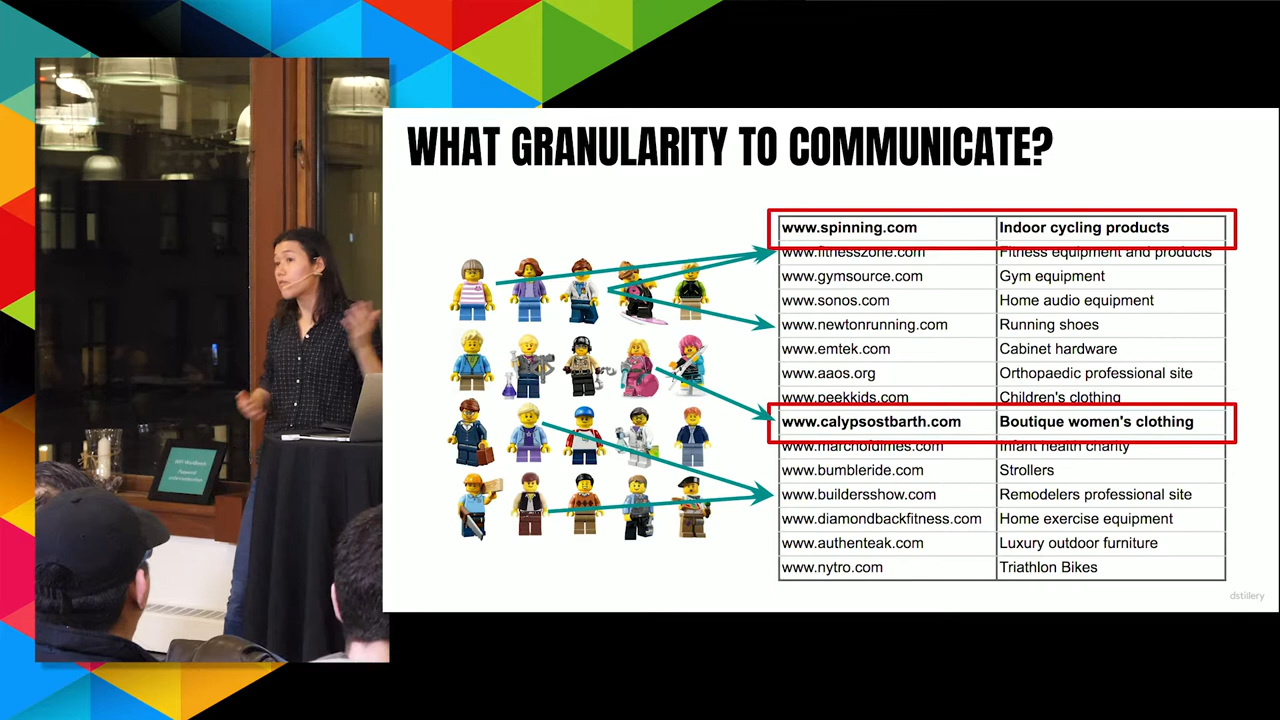 WHAT GRANULARITY TO COMMUNICATE?
www.spinning.com Indoor cycling products
www.fitnesszone.com Fitness equipment and products
www.gymsource.com Gym equipment
www.sonos.com Home audio equipment
www.newtonrunning.com Running shoes
www.emtek.com Cabinet hardware
www.aaos.org Orthopaedic professional site
www.peekkids.com Children's clothing
www.calypsostbarth.com Boutique women's clothing
www.marchofdimes.com Infant health charity
www.bumbleride.com Strollers
www.buildersshow.com Remodelers professional site
www.diamondbackfitness.com Home exercise equipment
www.authenteak.com Luxury outdoor furniture
www.nytro.com Triathlon Bikes
dstillery